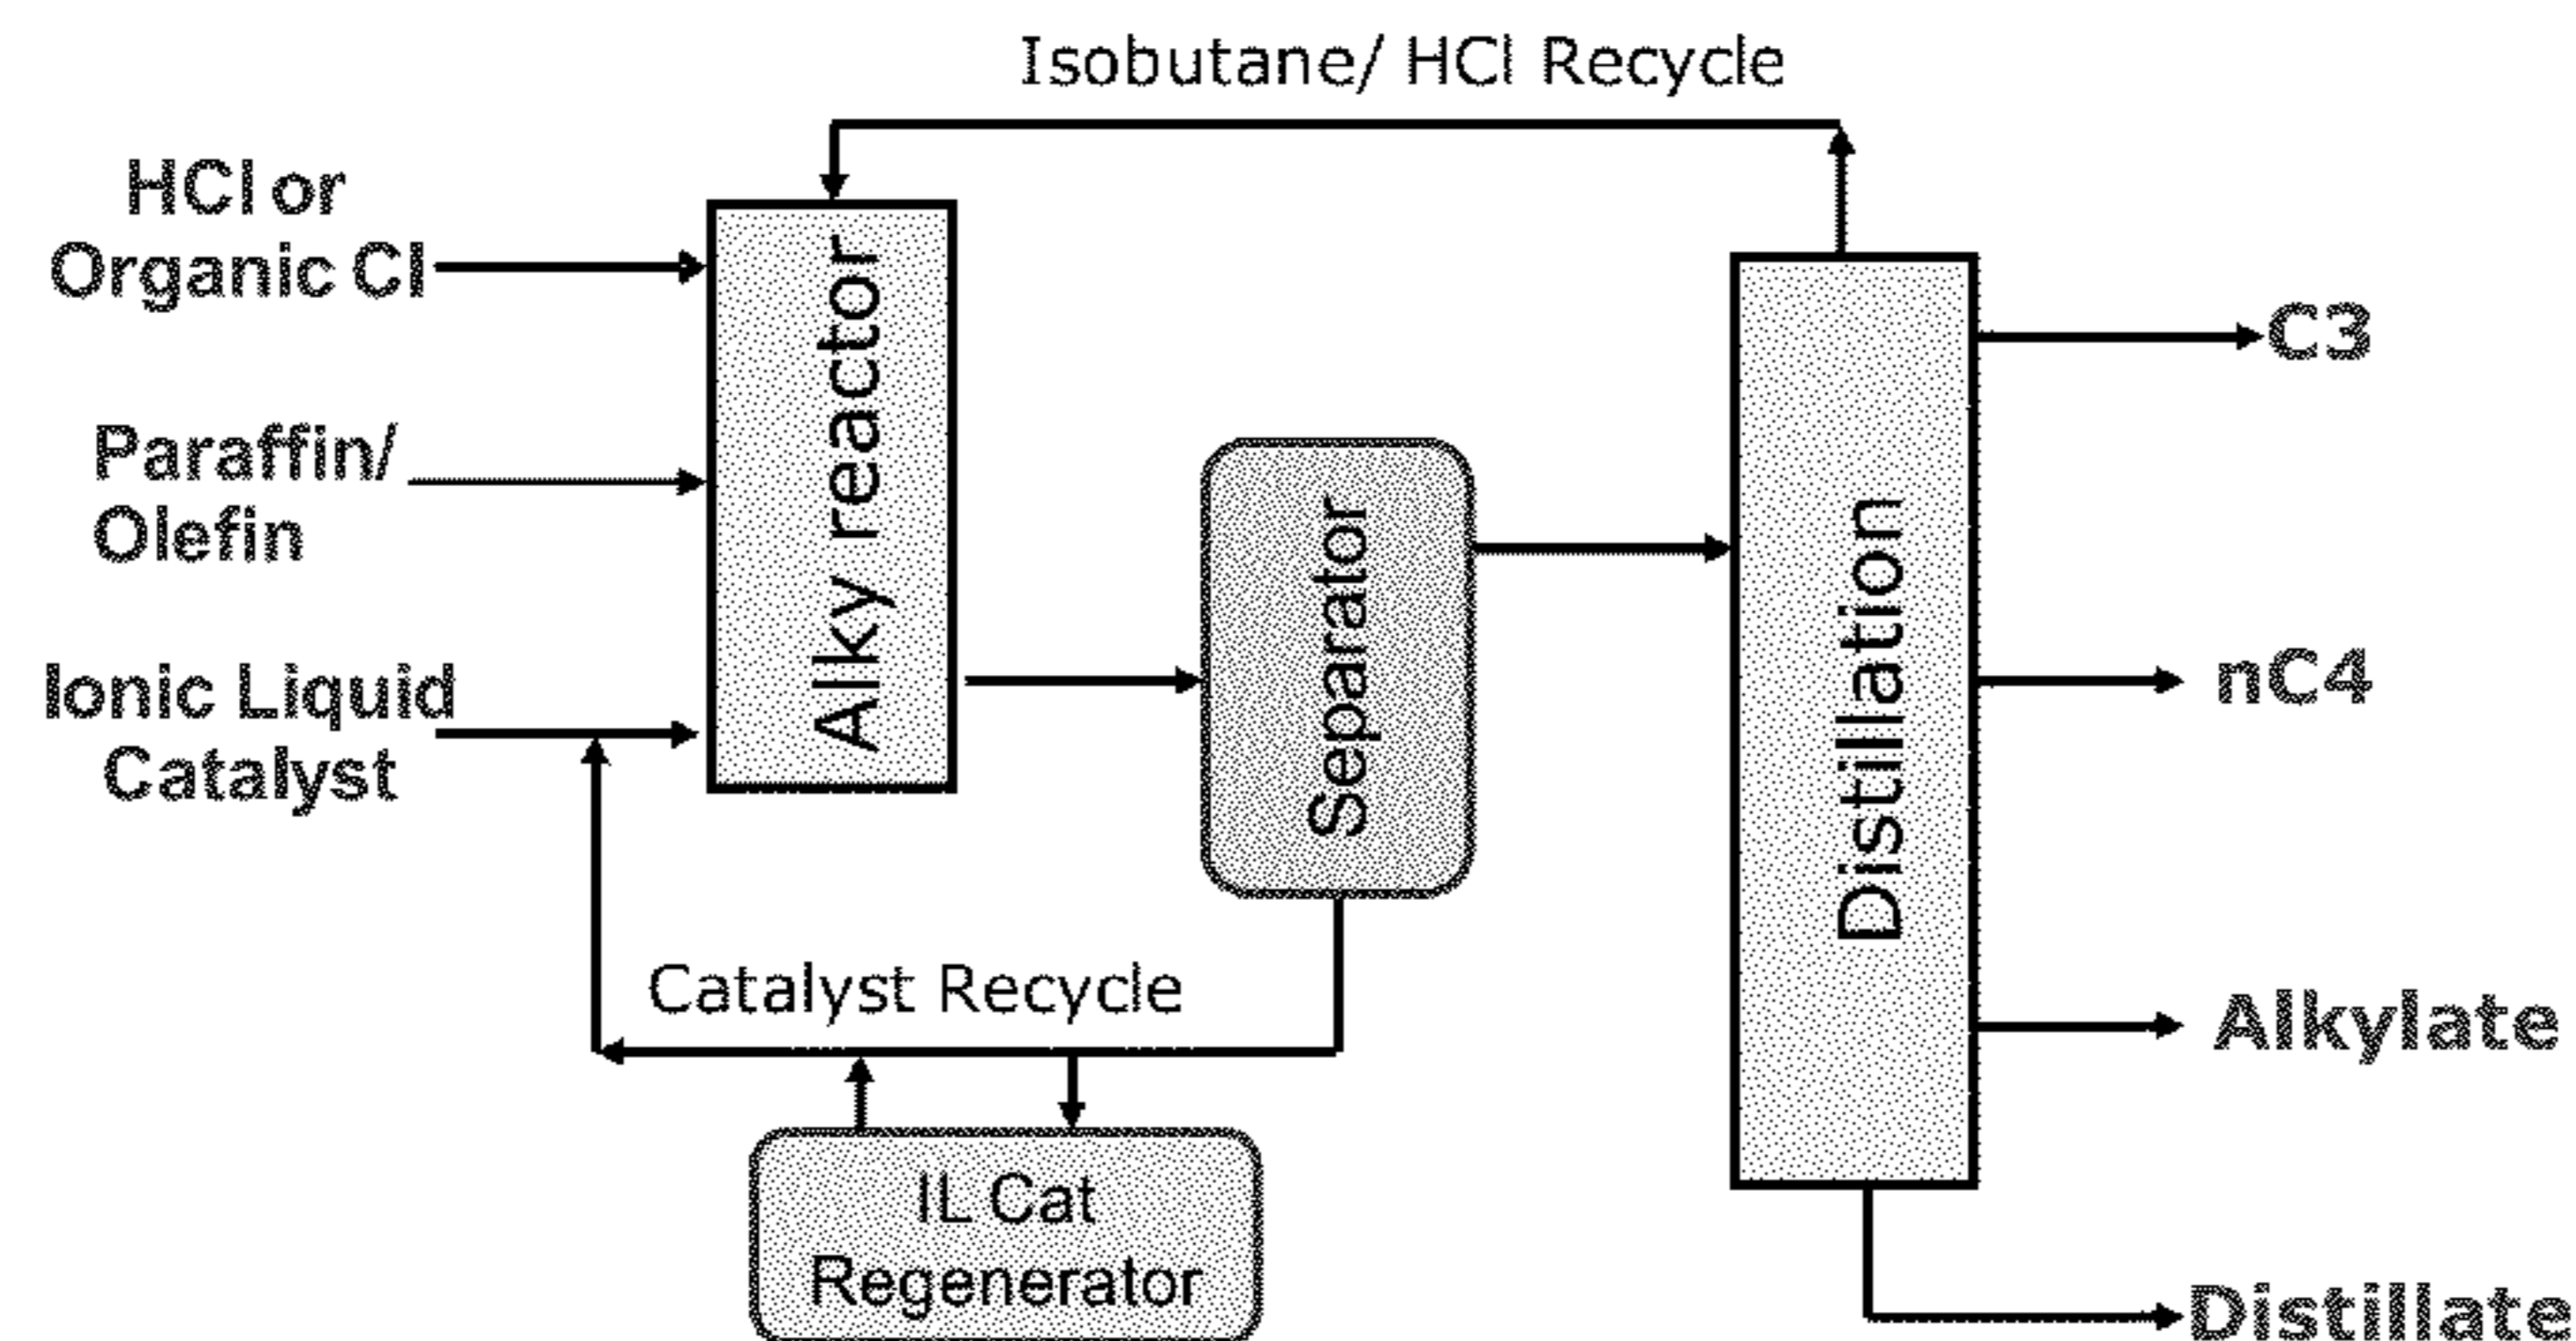 Isobutane/ HCl Recycle
HCl or
Organic Cl
Paraffin/
Olefin
Ionic Liquid
Catalyst
Alky reactor
Separator
Distillation
C3
nC4
Alkylate
Distillate
Catalyst Recycle
IL Cat
Regenerator